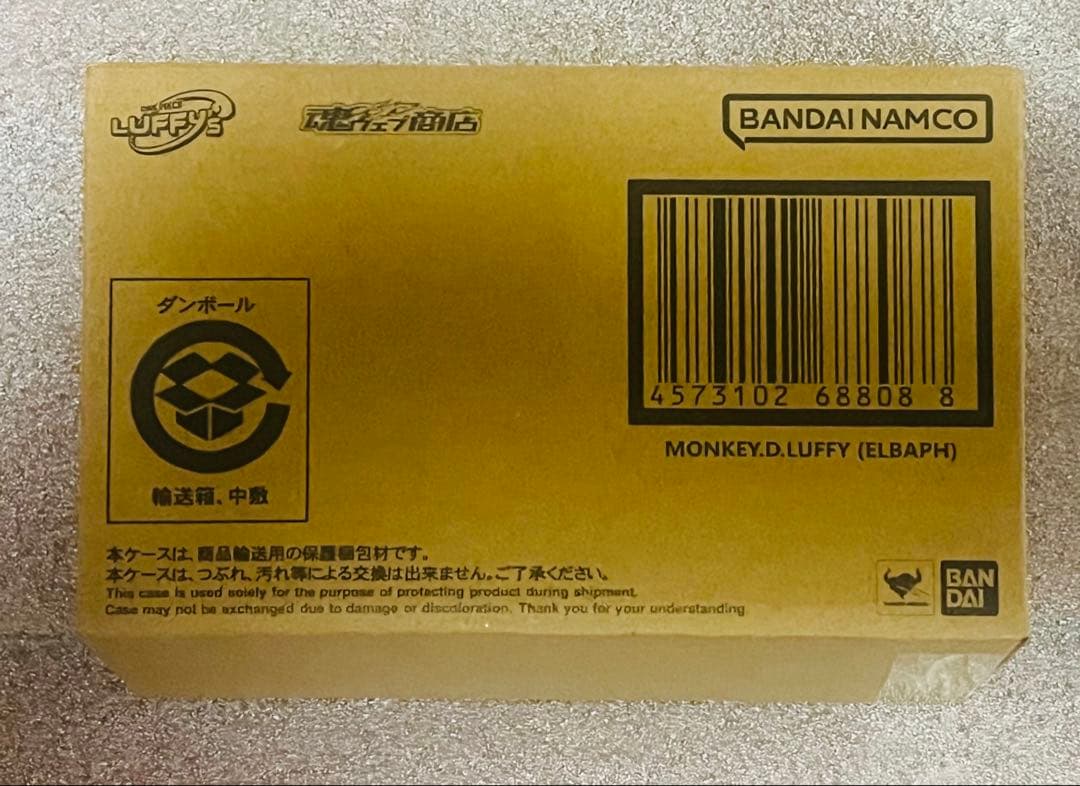 ONE PIECE
LUFFY's
魂ウェブ商店
BANDAI NAMCO
4573102 68808 8
MONKEY.D.LUFFY (ELBAPH)
ダンボール
輸送箱、中敷
本ケースは、商品輸送用の保護梱包材です。
本ケースは、つぶれ、汚れ等による交換は出来ません。ご了承ください。
This case is used solely for the purpose of protecting product during shipment.
Case may not be exchanged due to damage or discoloration. Thank you for your understanding
BAN
DAI